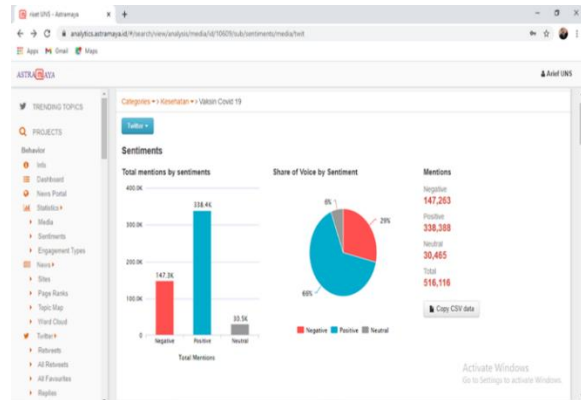 riset UNS - Astramaya
analytics.astramaya.id/#/search/view/analysis/media/id/10609/sub/sentiments/media/twit
Apps
Gmail
Maps
ASTRAMAYA
Arief UNS
TRENDING TOPICS
PROJECTS
Behavior
Info
Dashboard
News Portal
Statistics
Media
Sentiments
Engagement Types
News
Sites
Page Ranks
Topic Map
Word Cloud
Twitter
Retweets
All Retweets
All Favourites
Replies
Categories > Kesehatan > Vaksin Covid 19
Twitter
Sentiments
Total mentions by sentiments
400.0K
300.0K
200.0K
100.0K
0
147.3K
338.4K
30.5K
Negative
Positive
Neutral
Total Mentions
Share of Voice by Sentiment
6%
29%
66%
Negative
Positive
Neutral
Mentions
Negative
147,263
Positive
338,388
Neutral
30,465
Total
516,116
Copy CSV data
Activate Windows
Go to Settings to activate Windows.